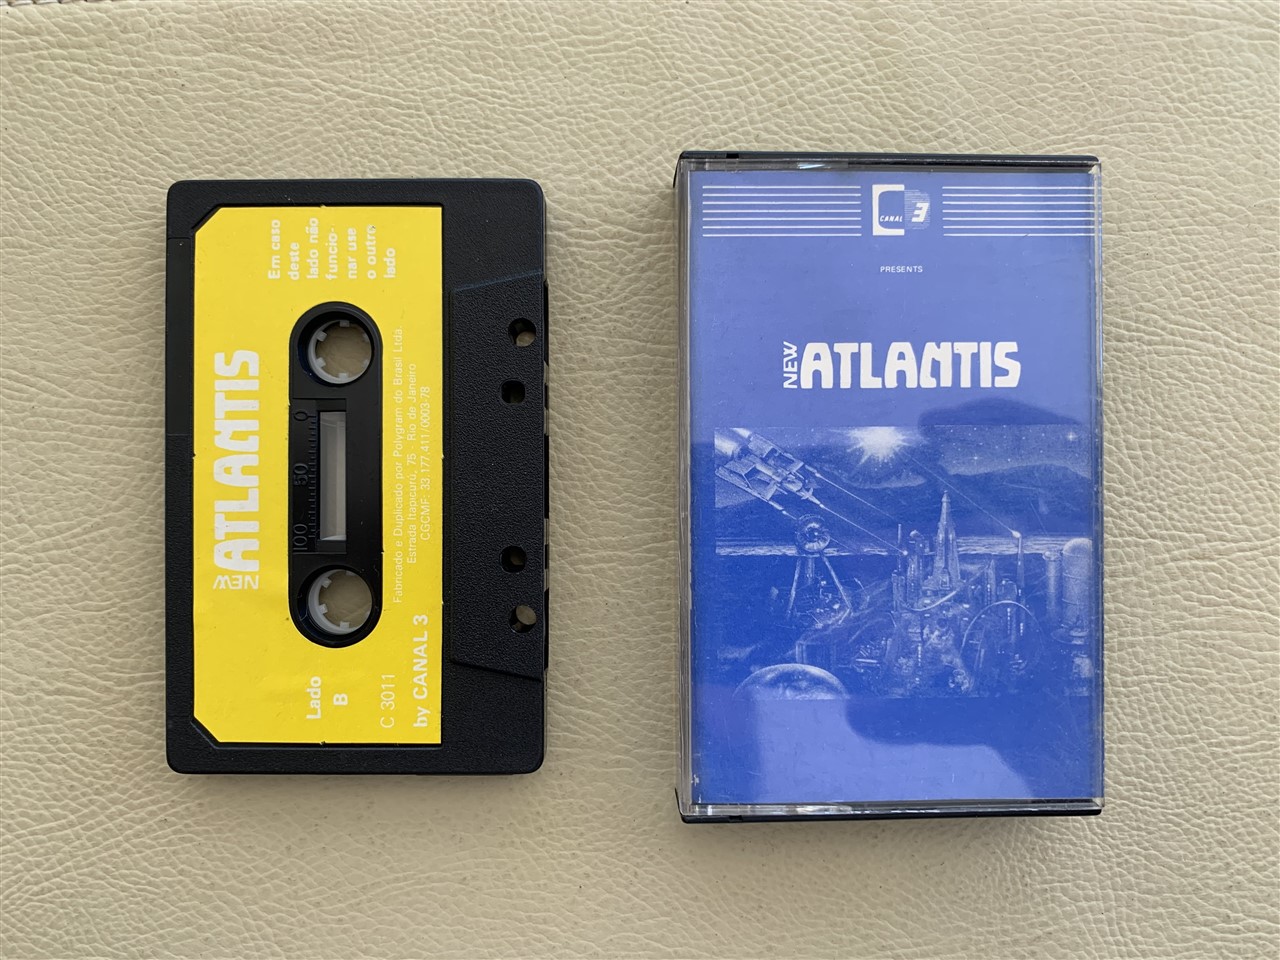 NEW ATLANTIS
Em caso
deste
lado não
funcio-
nar use
o outro
lado
100 50 0
Lado
B
Fabricado e Duplicado por Polygram do Brasil Ltda.
Estrada Itapicurú, 75 - Rio de Janeiro
CGCMF: 33.177.411/0003-78
C 3011
by CANAL 3
CANAL 3
PRESENTS
NEW ATLANTIS